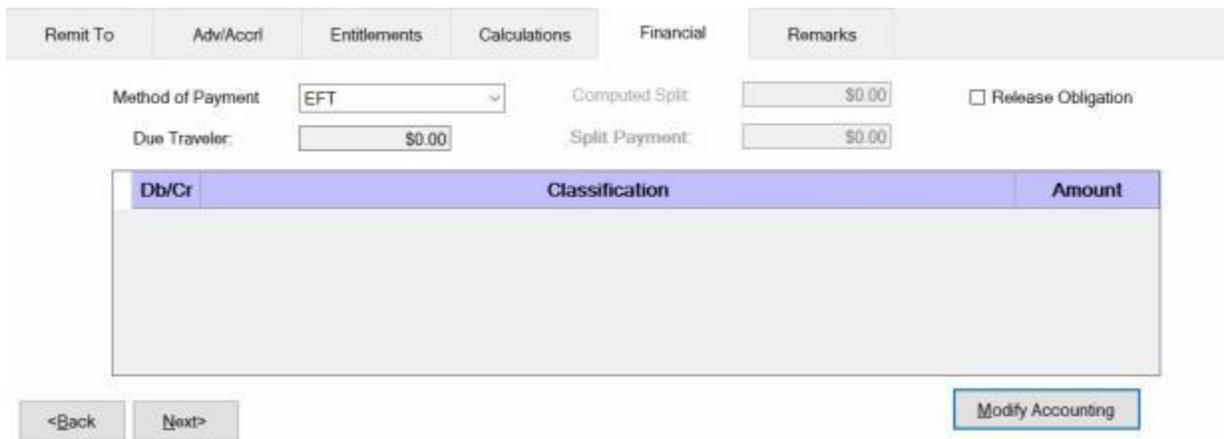 Remit To Adv/Accrl Entitlements Calculations Financial Remarks
Method of Payment EFT Computed Split: $0.00 Release Obligation
Due Traveler: $0.00 Split Payment: $0.00
Db/Cr Classification Amount
<Back Next> Modify Accounting